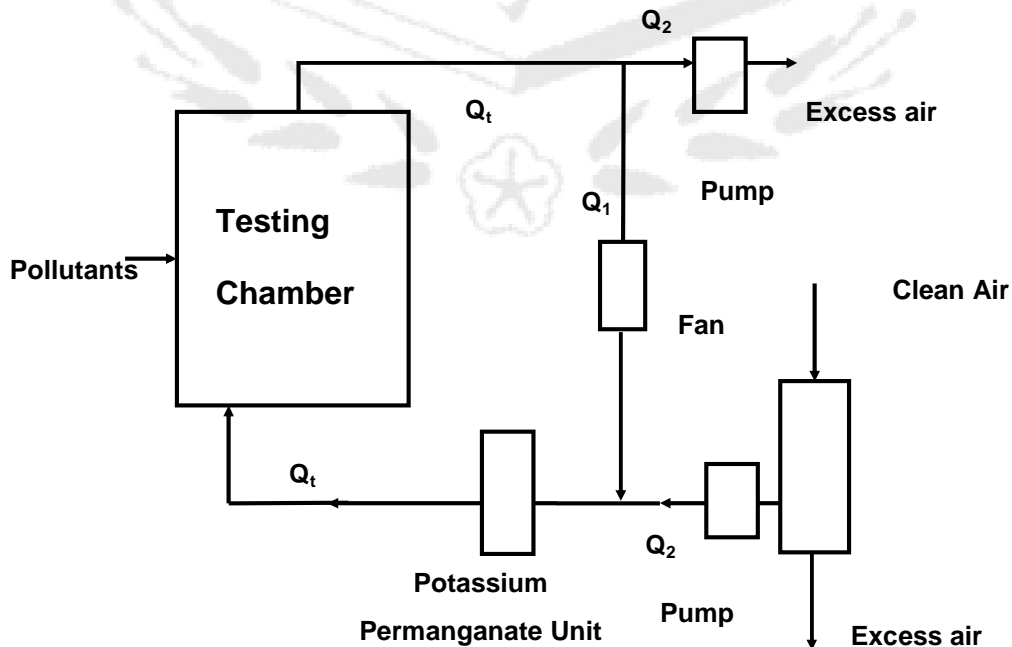 Q₂
Excess air
Qₜ
Pump
Q₁
Testing
Chamber
Pollutants
Clean Air
Fan
Qₜ
Q₂
Potassium
Permanganate Unit
Pump
Excess air